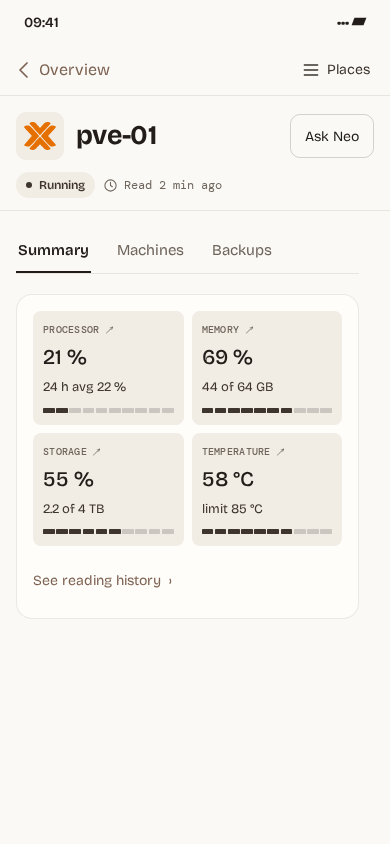 09:41
Overview
Places
pve-01
Ask Neo
Running
Read 2 min ago
Summary
Machines
Backups
PROCESSOR ↗
21 %
24 h avg 22 %
MEMORY ↗
69 %
44 of 64 GB
STORAGE ↗
55 %
2.2 of 4 TB
TEMPERATURE ↗
58 °C
limit 85 °C
See reading history ›